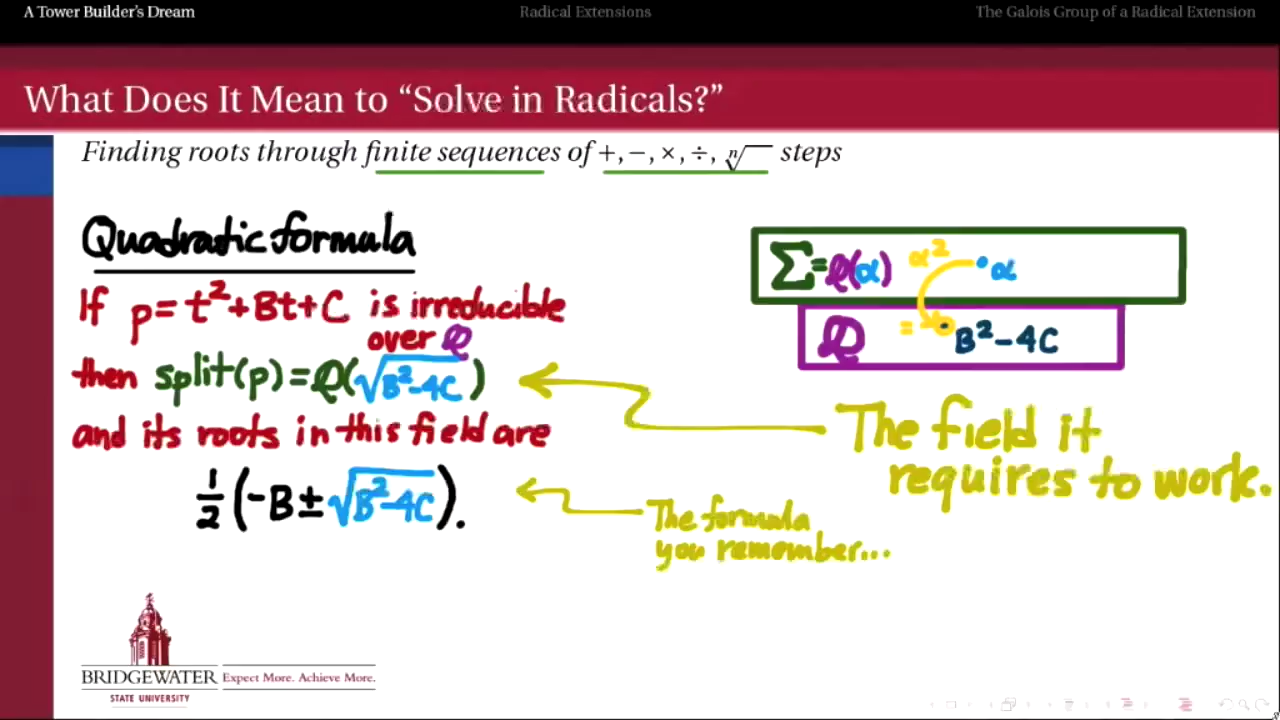 A Tower Builder's Dream
Radical Extensions
The Galois Group of a Radical Extension
What Does It Mean to “Solve in Radicals?”
Finding roots through finite sequences of +, −, ×, ÷, ⁿ√ steps
Quadratic formula
If p = t² + Bt + C is irreducible
over Q
then split(p) = Q(√B²-4C)
and its roots in this field are
½(-B ± √B²-4C).
Σ = Q(α) α² • α
Q = • B² - 4C
The field it
requires to work.
The formula
you remember...
BRIDGEWATER
STATE UNIVERSITY
Expect More. Achieve More.